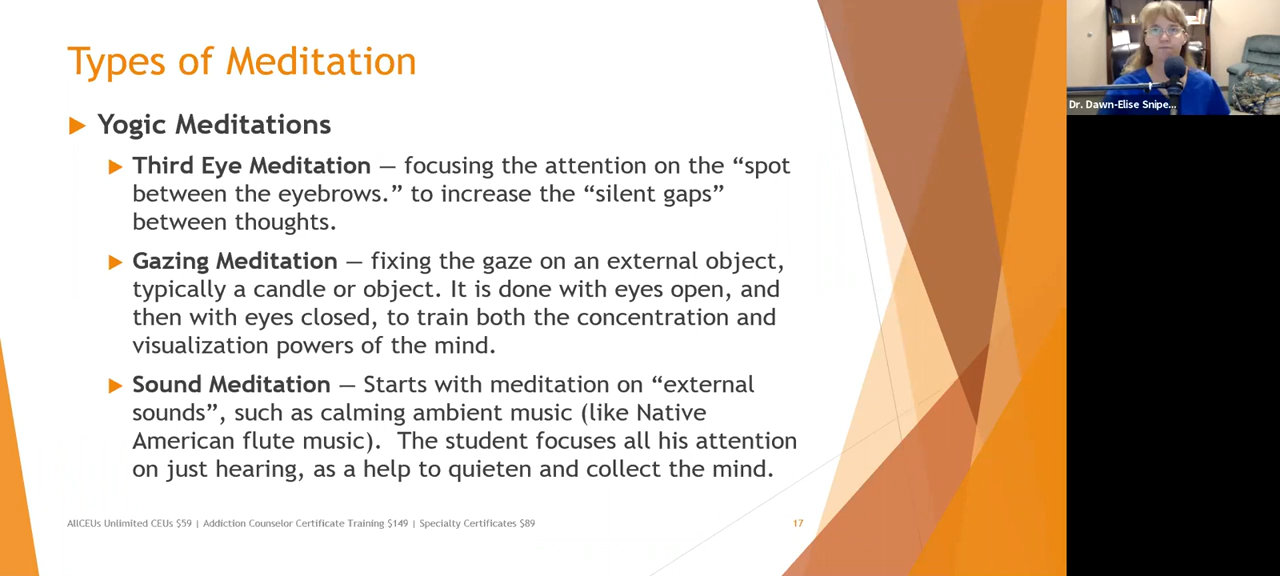 Types of Meditation
Yogic Meditations
Third Eye Meditation — focusing the attention on the “spot
between the eyebrows.” to increase the “silent gaps”
between thoughts.
Gazing Meditation — fixing the gaze on an external object,
typically a candle or object. It is done with eyes open, and
then with eyes closed, to train both the concentration and
visualization powers of the mind.
Sound Meditation — Starts with meditation on “external
sounds”, such as calming ambient music (like Native
American flute music).  The student focuses all his attention
on just hearing, as a help to quieten and collect the mind.
AllCEUs Unlimited CEUs $59 | Addiction Counselor Certificate Training $149 | Specialty Certificates $89
17
Dr. Dawn-Elise Snipe...